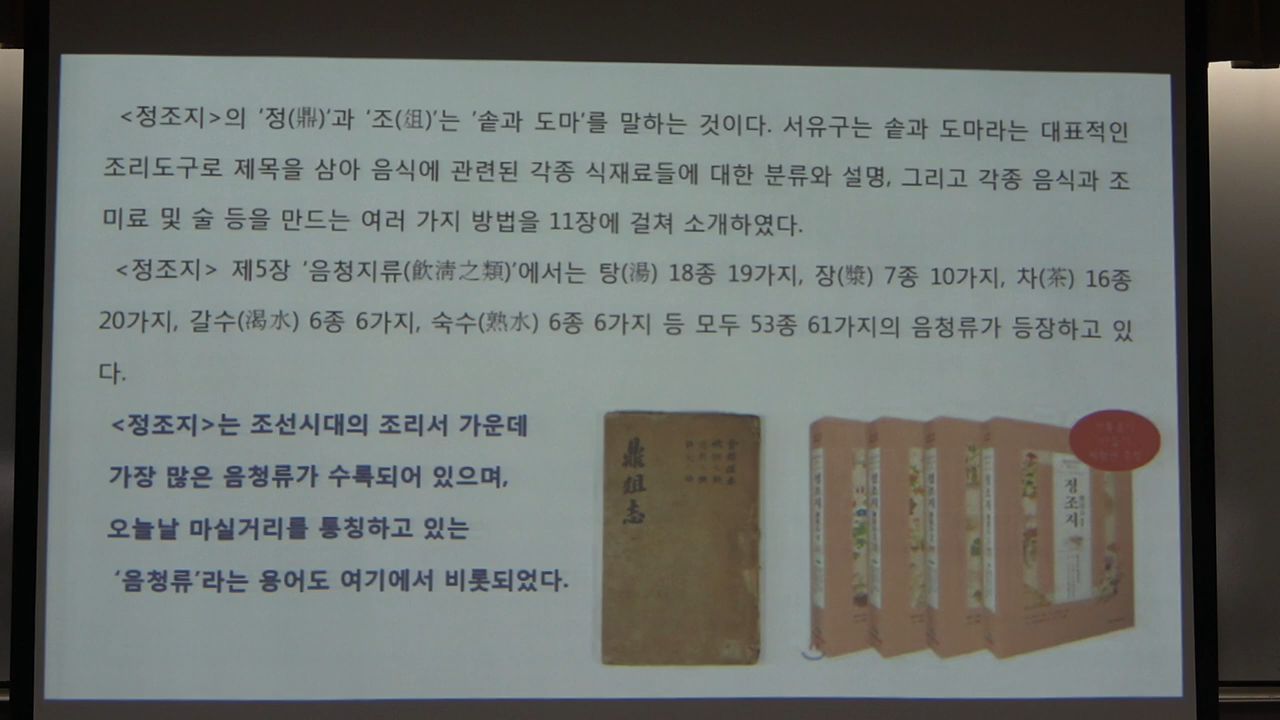 <정조지>의 '정(鼎)'과 '조(俎)'는 '솥과 도마'를 말하는 것이다. 서유구는 솥과 도마라는 대표적인
조리도구로 제목을 삼아 음식에 관련된 각종 식재료들에 대한 분류와 설명, 그리고 각종 음식과 조
미료 및 술 등을 만드는 여러 가지 방법을 11장에 걸쳐 소개하였다.
<정조지> 제5장 '음청지류(飮淸之類)'에서는 탕(湯) 18종 19가지, 장(漿) 7종 10가지, 차(茶) 16종
20가지, 갈수(渴水) 6종 6가지, 숙수(熟水) 6종 6가지 등 모두 53종 61가지의 음청류가 등장하고 있
다.
<정조지>는 조선시대의 조리서 가운데
가장 많은 음청류가 수록되어 있으며,
오늘날 마실거리를 통칭하고 있는
'음청류'라는 용어도 여기에서 비롯되었다.
鼎俎志
정조지
정조지
정조지
정조지
정조지